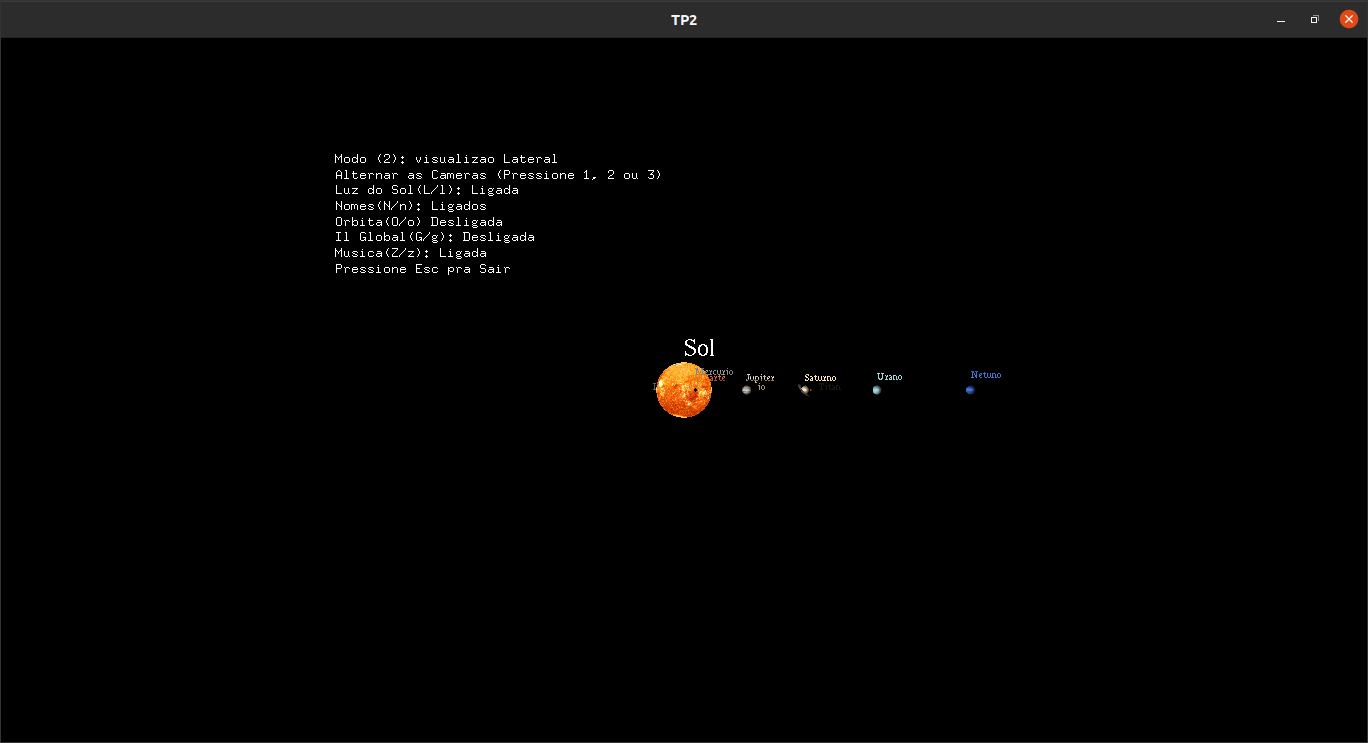 TP2
Modo (2): visualizao Lateral
Alternar as Cameras (Pressione 1, 2 ou 3)
Luz do Sol(L/l): Ligada
Nomes(N/n): Ligados
Orbita(O/o) Desligada
Il Global(G/g): Desligada
Musica(Z/z): Ligada
Pressione Esc pra Sair
Sol
Mercurio
Jupiter
Saturno
Urano
Netuno
io
Titan